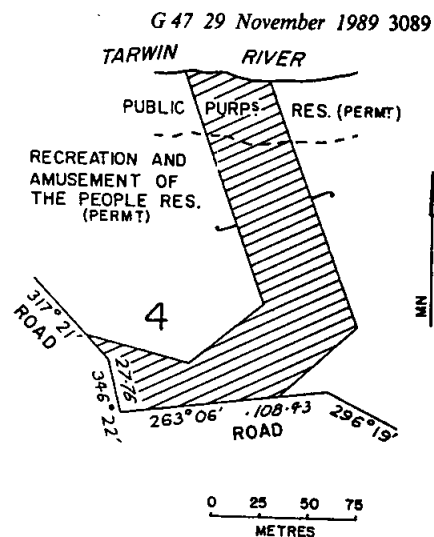 G 47 29 November 1989 3089
TARWIN RIVER
PUBLIC PURPS. RES. (PERMT)
RECREATION AND
AMUSEMENT OF
THE PEOPLE RES.
(PERMT)
MN
4
317° 21'
ROAD
27·76
346° 22'
263° 06' ·108·43 296° 19'
ROAD
0 25 50 75
METRES